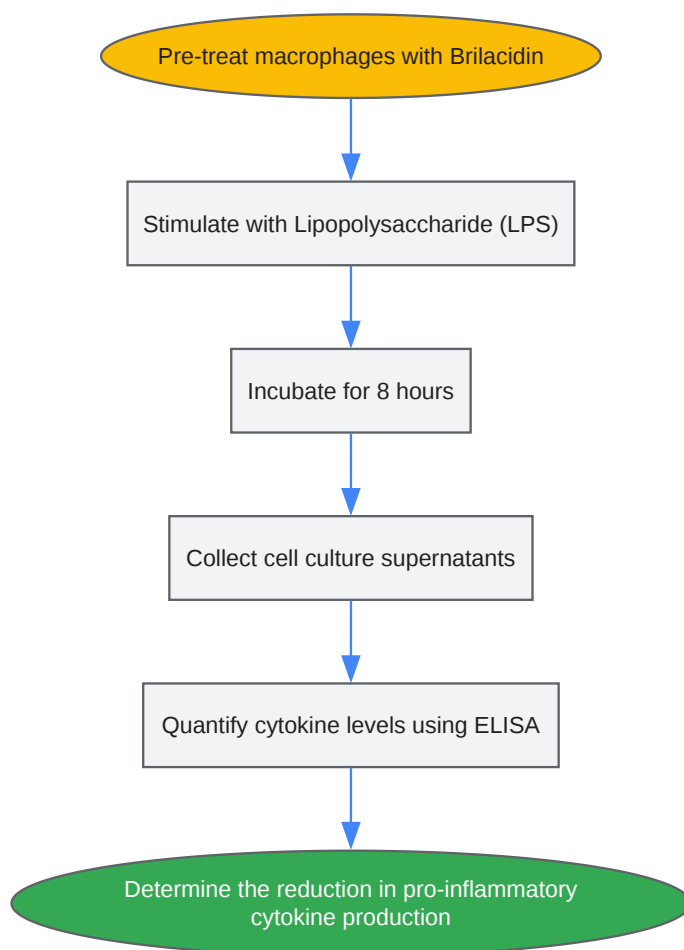 Pre-treat macrophages with Brilacidin
Stimulate with Lipopolysaccharide (LPS)
Incubate for 8 hours
Collect cell culture supernatants
Quantify cytokine levels using ELISA
Determine the reduction in pro-inflammatory
cytokine production